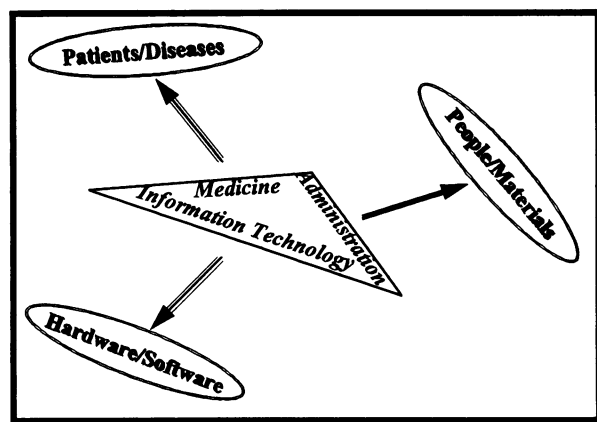 Patients/Diseases
People/Materials
Medicine
Administration
Information Technology
Hardware/Software